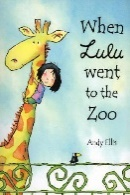 When
Lulu
went
to the
Zoo
Andy Ellis